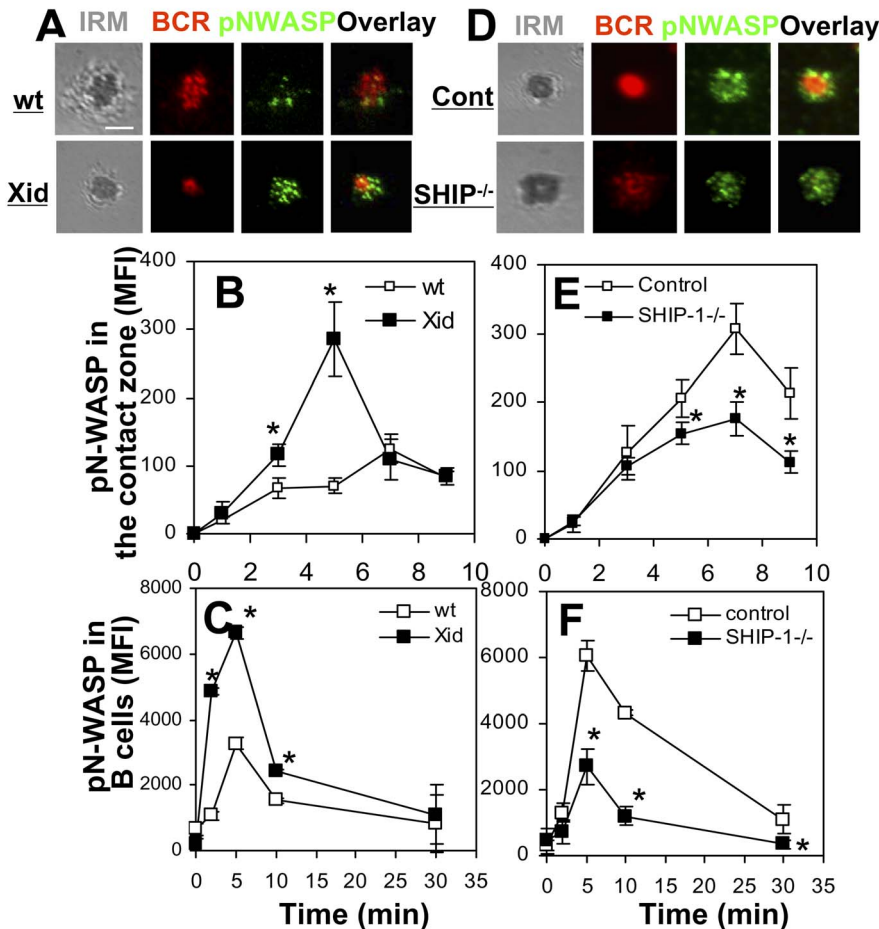 A IRM BCR pNWASP Overlay
wt
Xid
D IRM BCR pNWASP Overlay
Cont
SHIP-/-
B
pN-WASP in
the contact zone (MFI)
400
300
200
100
0
0 2 4 6 8 10
wt
Xid
*
*
E
400
300
200
100
0
0 2 4 6 8 10
Control
SHIP-1-/-
*
*
*
C
pN-WASP in
B cells (MFI)
8000
6000
4000
2000
0
0 5 10 15 20 25 30 35
Time (min)
wt
Xid
*
*
*
F
8000
6000
4000
2000
0
0 5 10 15 20 25 30 35
Time (min)
control
SHIP-1-/-
*
*
*